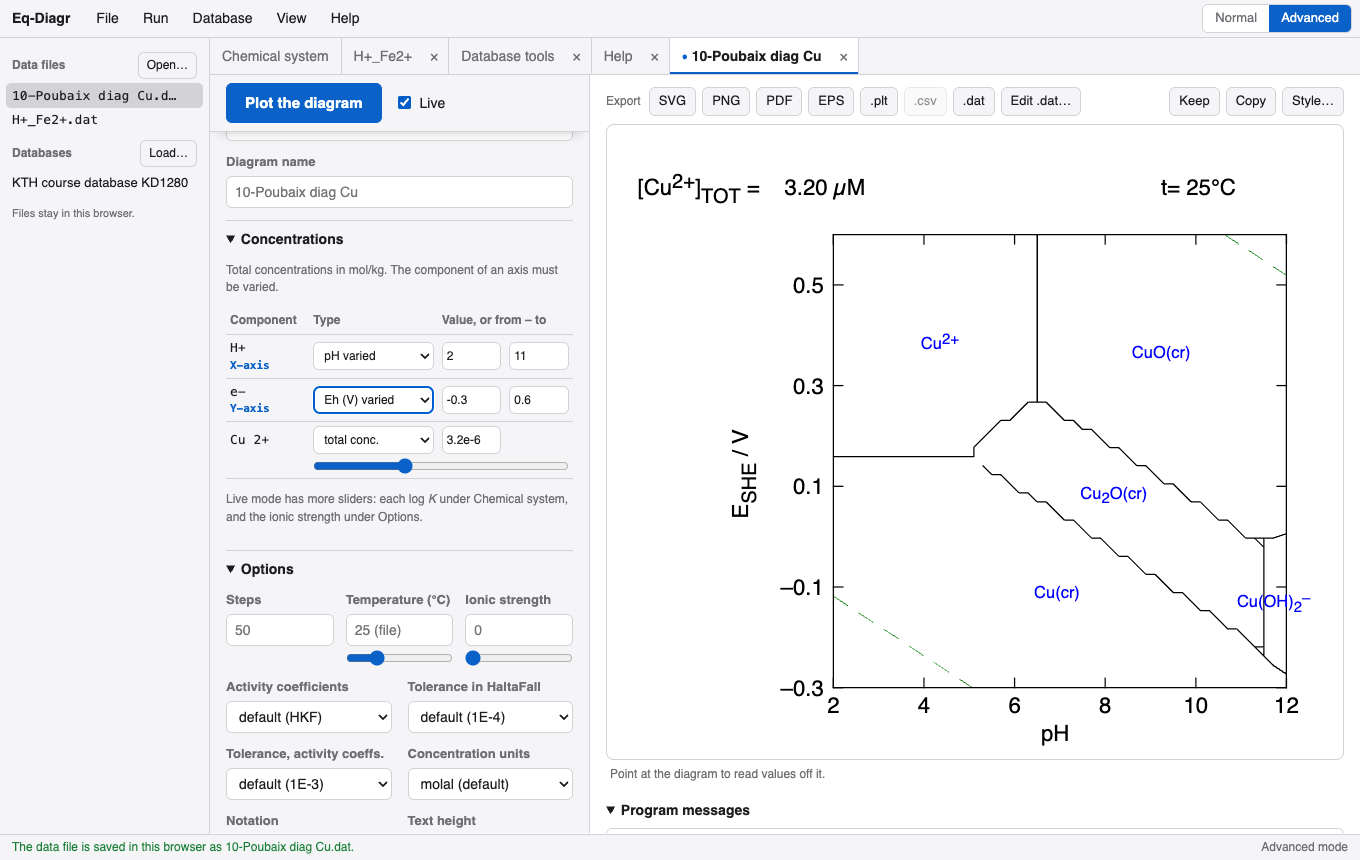 Eq-Diagr File Run Database View Help Normal Advanced
Data files Open...
10-Poubaix diag Cu.d...
H+_Fe2+.dat
Databases Load...
KTH course database KD1280
Files stay in this browser.
Chemical system H+_Fe2+ × Database tools × Help × • 10-Poubaix diag Cu ×
Plot the diagram Live
Diagram name
10-Poubaix diag Cu
Concentrations
Total concentrations in mol/kg. The component of an axis must
be varied.
Component Type Value, or from – to
H+
X-axis
pH varied 2 11
e-
Y-axis
Eh (V) varied -0.3 0.6
Cu 2+ total conc. 3.2e-6
Live mode has more sliders: each log K under Chemical system,
and the ionic strength under Options.
Options
Steps Temperature (°C) Ionic strength
50 25 (file) 0
Activity coefficients Tolerance in HaltaFall
default (HKF) default (1E-4)
Tolerance, activity coeffs. Concentration units
default (1E-3) molal (default)
Notation Text height
Export SVG PNG PDF EPS .plt .csv .dat Edit .dat... Keep Copy Style...
[Cu2+]TOT = 3.20 µM t= 25°C
0.5
0.3
0.1
−0.1
−0.3
ESHE / V
Cu2+
CuO(cr)
Cu2O(cr)
Cu(cr)
Cu(OH)2−
2 4 6 8 10 12
pH
Point at the diagram to read values off it.
Program messages
The data file is saved in this browser as 10-Poubaix diag Cu.dat. Advanced mode